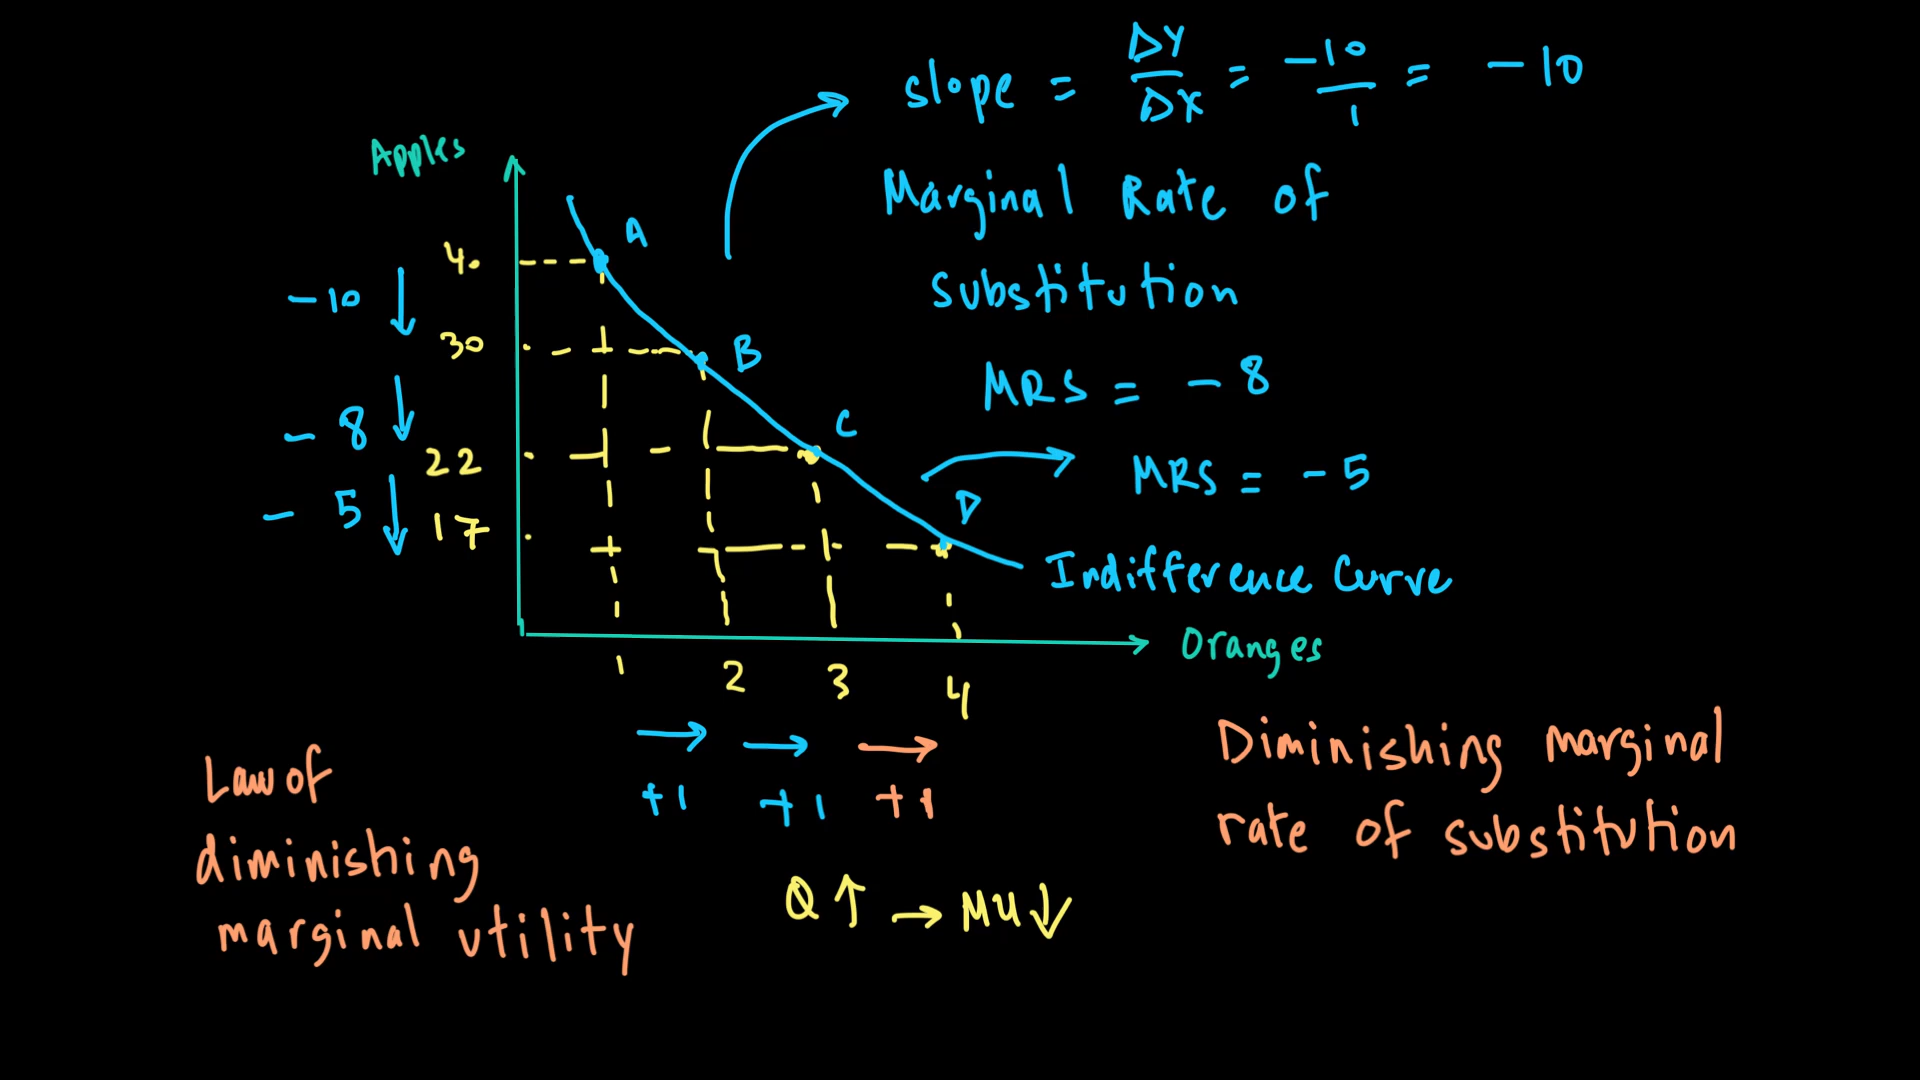 slope = ΔY/ΔX = -10/1 = -10
Apples
Marginal Rate of
substitution
A
40
-10
30
B
MRS = -8
C
-8
22
MRS = -5
D
-5
17
Indifference Curve
Oranges
1 2 3 4
+1 +1 +1
Law of
diminishing
marginal utility
Diminishing marginal
rate of substitution
Q ↑ → MU ↓